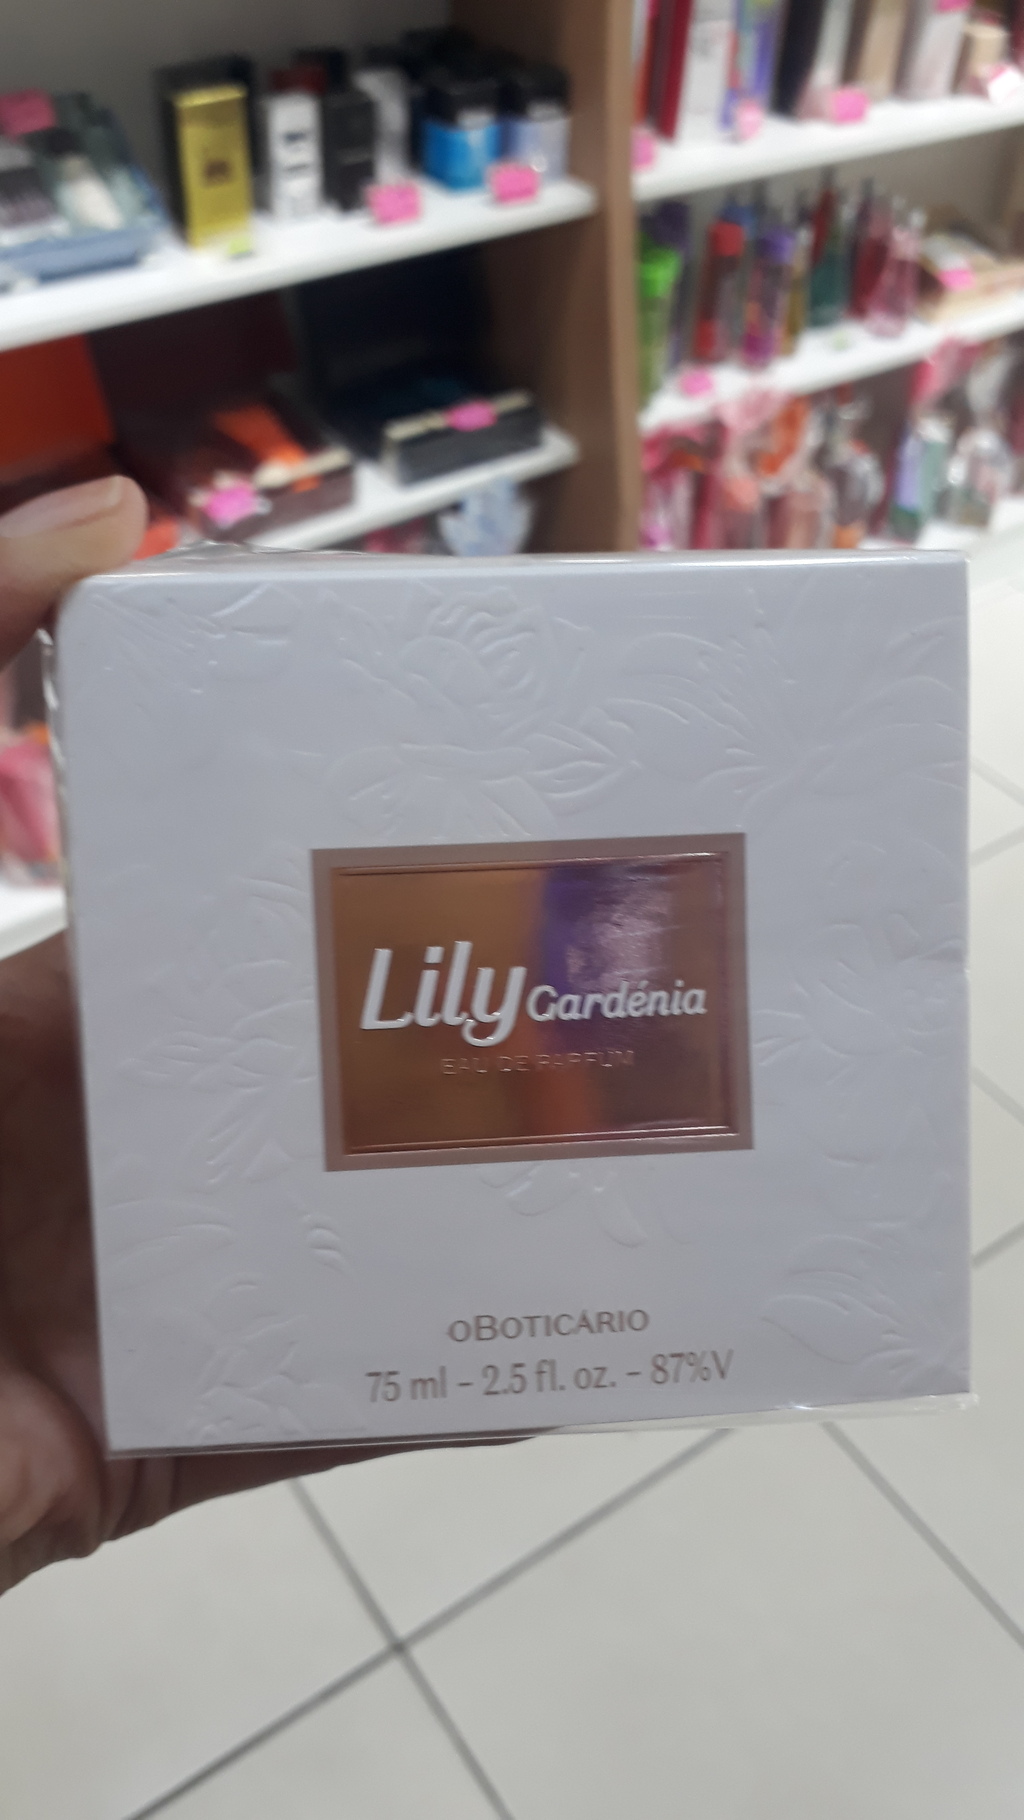 Lily Gardénia
EAU DE PARFUM
oBOTICÁRIO
75 ml - 2.5 fl. oz. - 87%V